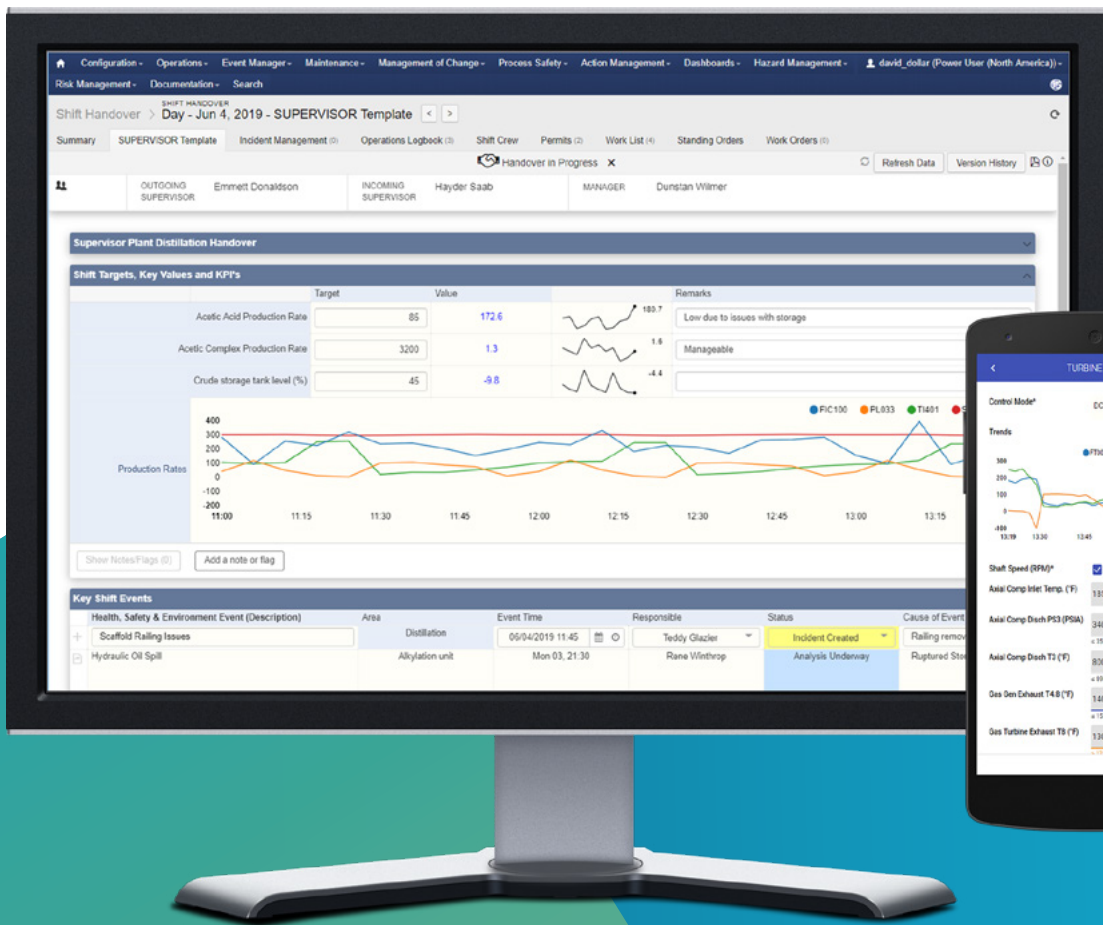 Configuration - Operations - Event Manager - Maintenance - Management of Change - Process Safety - Action Management - Dashboards - Hazard Management - david_dollar (Power User (North America)) -
Risk Management - Documentation - Search
SHIFT HANDOVER
Shift Handover > Day - Jun 4, 2019 - SUPERVISOR Template < >
Summary SUPERVISOR Template Incident Management (0) Operations Logbook (3) Shift Crew Permits (2) Work List (4) Standing Orders Work Orders (6)
Handover in Progress X Refresh Data Version History
OUTGOING SUPERVISOR Emmett Donaldson INCOMING SUPERVISOR Hayder Saab MANAGER Dunstan Wilmer
Supervisor Plant Distillation Handover
Shift Targets, Key Values and KPI's
Target Value Remarks
Acetic Acid Production Rate 85 172.6 180.7 Low due to issues with storage
Acetic Complex Production Rate 3200 1.3 1.6 Manageable
Crude storage tank level (%) 45 -9.8 -4.4
FIC100 PL033 TI401
Production Rates
400
300
200
100
0
-100
-200
11:00 11:15 11:30 11:45 12:00 12:15 12:30 12:45 13:00 13:15
Show Notes/Flags (0) Add a note or flag
Key Shift Events
Health, Safety & Environment Event (Description) Area Event Time Responsible Status Cause of Event
Scaffold Railing Issues Distillation 06/04/2019 11:45 Teddy Glazier Incident Created Railing remov
Hydraulic Oil Spill Alkylation unit Mon 03, 21:30 Rane Winthrop Analysis Underway Ruptured Sto
TURBINE
Control Mode*
Trends
300
200
100
0
-100
13:19 13:30 13:45
Shaft Speed (RPM)*
Axial Comp Inlet Temp. (°F)
Axial Comp Disch PS3 (PSIA)
Axial Comp Disch T3 (°F)
Gas Gen Exhaust T4.8 (°F)
Gas Turbine Exhaust T8 (°F)